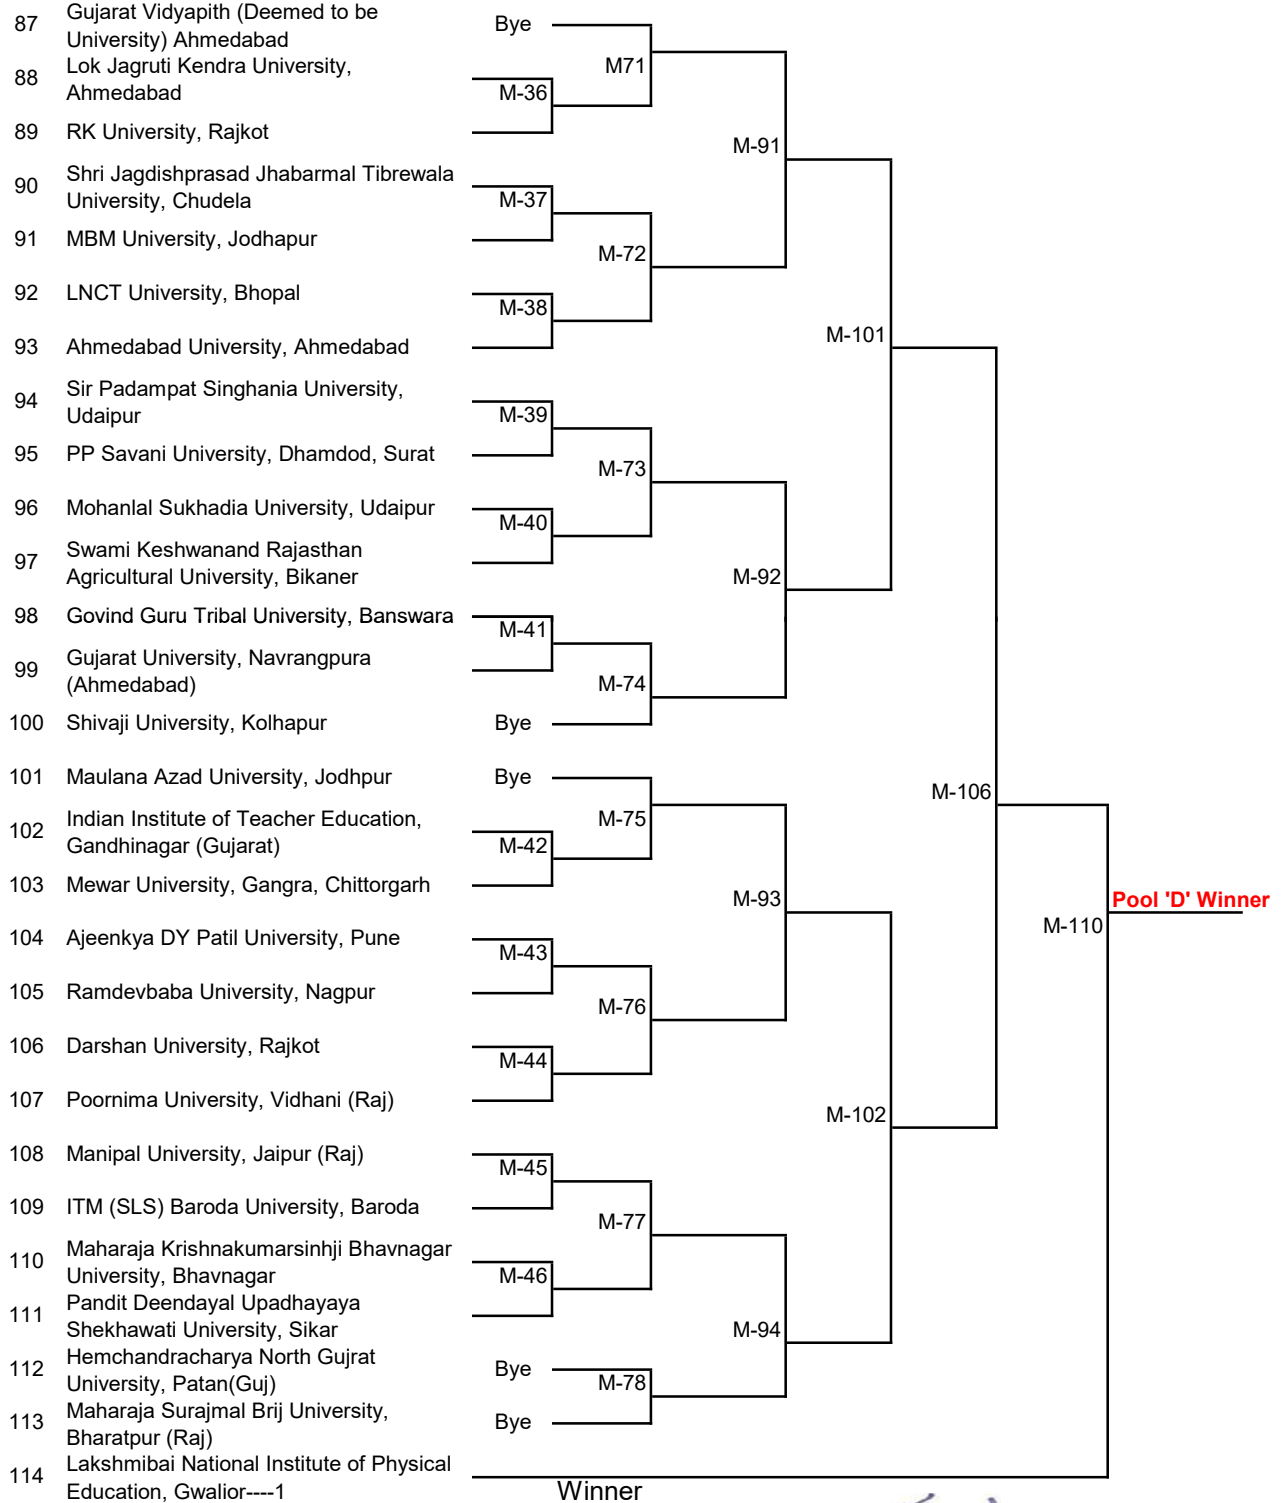 87 Gujarat Vidyapith (Deemed to be
University) Ahmedabad
Bye
M71
88 Lok Jagruti Kendra University,
Ahmedabad
M-36
89 RK University, Rajkot
M-91
90 Shri Jagdishprasad Jhabarmal Tibrewala
University, Chudela
M-37
91 MBM University, Jodhapur
M-72
92 LNCT University, Bhopal
M-38
M-101
93 Ahmedabad University, Ahmedabad
94 Sir Padampat Singhania University,
Udaipur
M-39
95 PP Savani University, Dhamdod, Surat
M-73
96 Mohanlal Sukhadia University, Udaipur
M-40
97 Swami Keshwanand Rajasthan
Agricultural University, Bikaner
M-92
98 Govind Guru Tribal University, Banswara
M-41
99 Gujarat University, Navrangpura
(Ahmedabad)
M-74
100 Shivaji University, Kolhapur
Bye
101 Maulana Azad University, Jodhpur
Bye
M-106
102 Indian Institute of Teacher Education,
Gandhinagar (Gujarat)
M-75
M-42
103 Mewar University, Gangra, Chittorgarh
M-93
Pool 'D' Winner
M-110
104 Ajeenkya DY Patil University, Pune
M-43
105 Ramdevbaba University, Nagpur
M-76
106 Darshan University, Rajkot
M-44
107 Poornima University, Vidhani (Raj)
M-102
108 Manipal University, Jaipur (Raj)
M-45
109 ITM (SLS) Baroda University, Baroda
M-77
110 Maharaja Krishnakumarsinhji Bhavnagar
University, Bhavnagar
M-46
111 Pandit Deendayal Upadhayaya
Shekhawati University, Sikar
M-94
112 Hemchandracharya North Gujrat
University, Patan(Guj)
Bye
M-78
113 Maharaja Surajmal Brij University,
Bharatpur (Raj)
Bye
114 Lakshmibai National Institute of Physical
Education, Gwalior----1
Winner